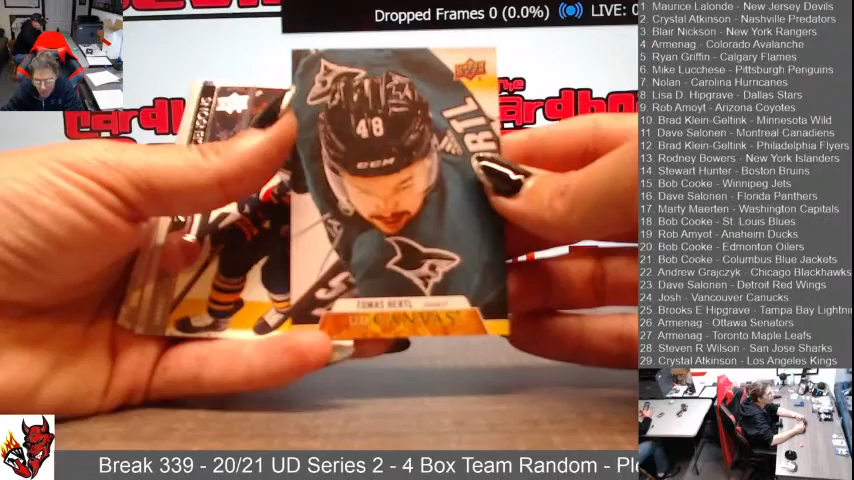 Dropped Frames 0 (0.0%) LIVE: 0
1 Maurice Lalonde - New Jersey Devils
2 Crystal Atkinson - Nashville Predators
3 Blair Nickson - New York Rangers
4 Armenag - Colorado Avalanche
5 Ryan Griffin - Calgary Flames
6 Mike Lucchese - Pittsburgh Penguins
7 Nolan - Carolina Hurricanes
8 Lisa D. Hipgrave - Dallas Stars
9 Rob Amoyt - Arizona Coyotes
10 Brad Klein-Geltink - Minnesota Wild
11 Dave Salonen - Montreal Canadiens
12 Brad Klein-Geltink - Philadelphia Flyers
13 Rodney Bowers - New York Islanders
14 Stewart Hunter - Boston Bruins
15 Bob Cooke - Winnipeg Jets
16 Dave Salonen - Florida Panthers
17 Marty Maerten - Washington Capitals
18 Bob Cooke - St. Louis Blues
19 Rob Amyot - Anaheim Ducks
20 Bob Cooke - Edmonton Oilers
21 Bob Cooke - Columbus Blue Jackets
22 Andrew Grajczyk - Chicago Blackhawks
23 Dave Salonen - Detroit Red Wings
24 Josh - Vancouver Canucks
25 Brooks E Hipgrave - Tampa Bay Lightni
26 Armenag - Ottawa Senators
27 Armenag - Toronto Maple Leafs
28 Steven R Wilson - San Jose Sharks
29 Crystal Atkinson - Los Angeles Kings
the
cardb
48
CCM
RTL
TOMAS HERTL
UD CANVAS
Break 339 - 20/21 UD Series 2 - 4 Box Team Random - Ple